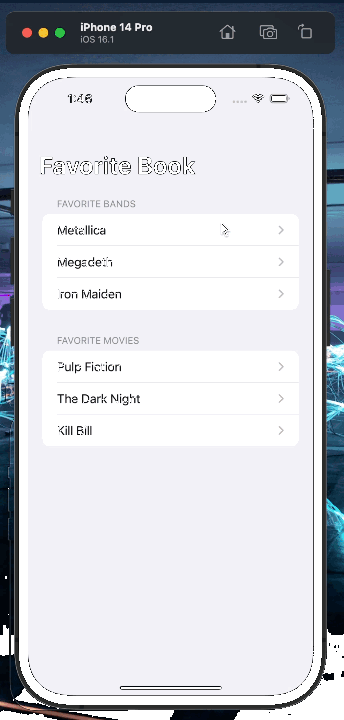 iPhone 14 Pro
iOS 16.1
1:46
Favorite Book
FAVORITE BANDS
Metallica
Megadeth
Iron Maiden
FAVORITE MOVIES
Pulp Fiction
The Dark Night
Kill Bill